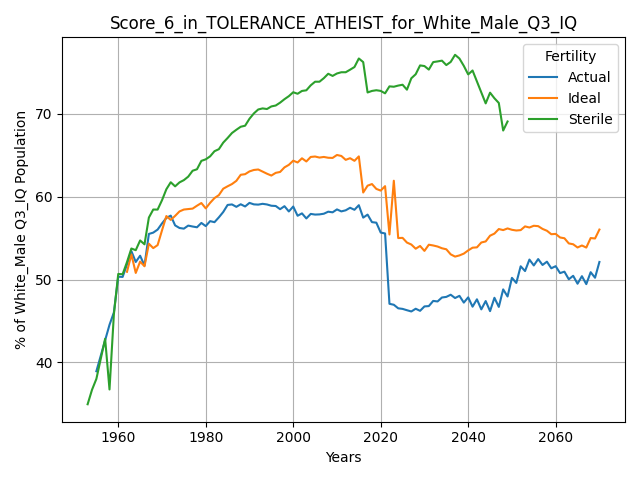 Score_6_in_TOLERANCE_ATHEIST_for_White_Male_Q3_IQ
% of White_Male Q3_IQ Population
70
60
50
40
Fertility
Actual
Ideal
Sterile
1960 1980 2000 2020 2040 2060
Years